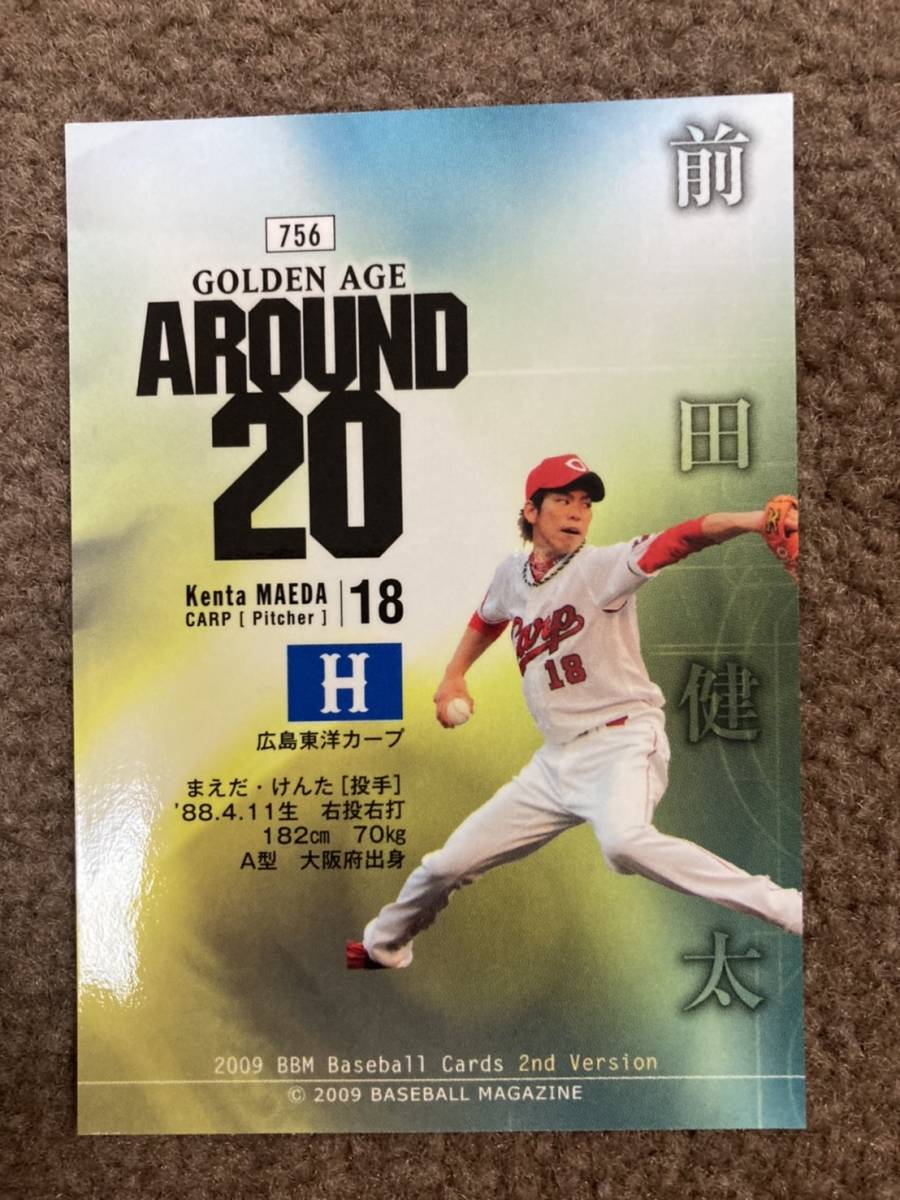 前田健太
756
GOLDEN AGE
AROUND
20
Kenta MAEDA
CARP [ Pitcher ]
18
H
広島東洋カープ
まえだ・けんた[投手]
'88.4.11生　右投右打
182cm　70kg
A型　大阪府出身
C
Carp
18
2009 BBM Baseball Cards 2nd Version
© 2009 BASEBALL MAGAZINE